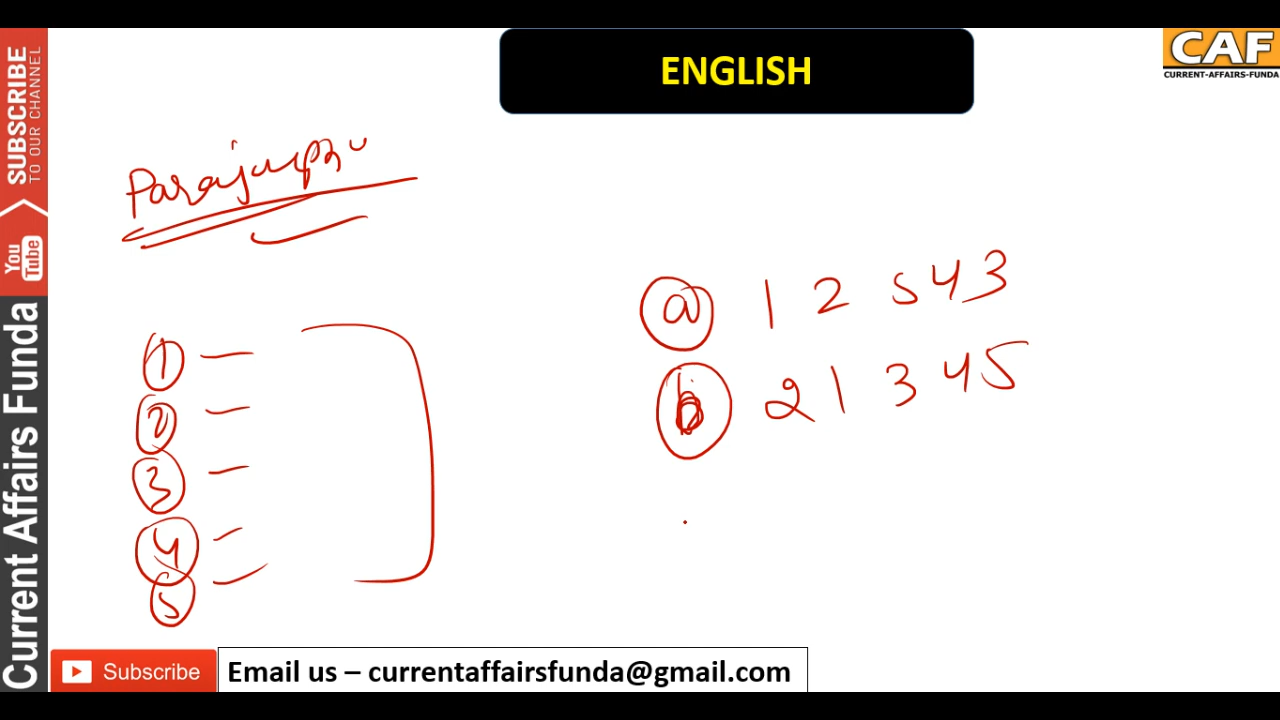 ENGLISH
CAF
CURRENT-AFFAIRS-FUNDA
SUBSCRIBE
TO OUR CHANNEL
You Tube
Current Affairs Funda
1 —
2 —
3 —
4 =
5
a 1 2 5 4 3
b 2 1 3 4 5
Subscribe
Email us – currentaffairsfunda@gmail.com